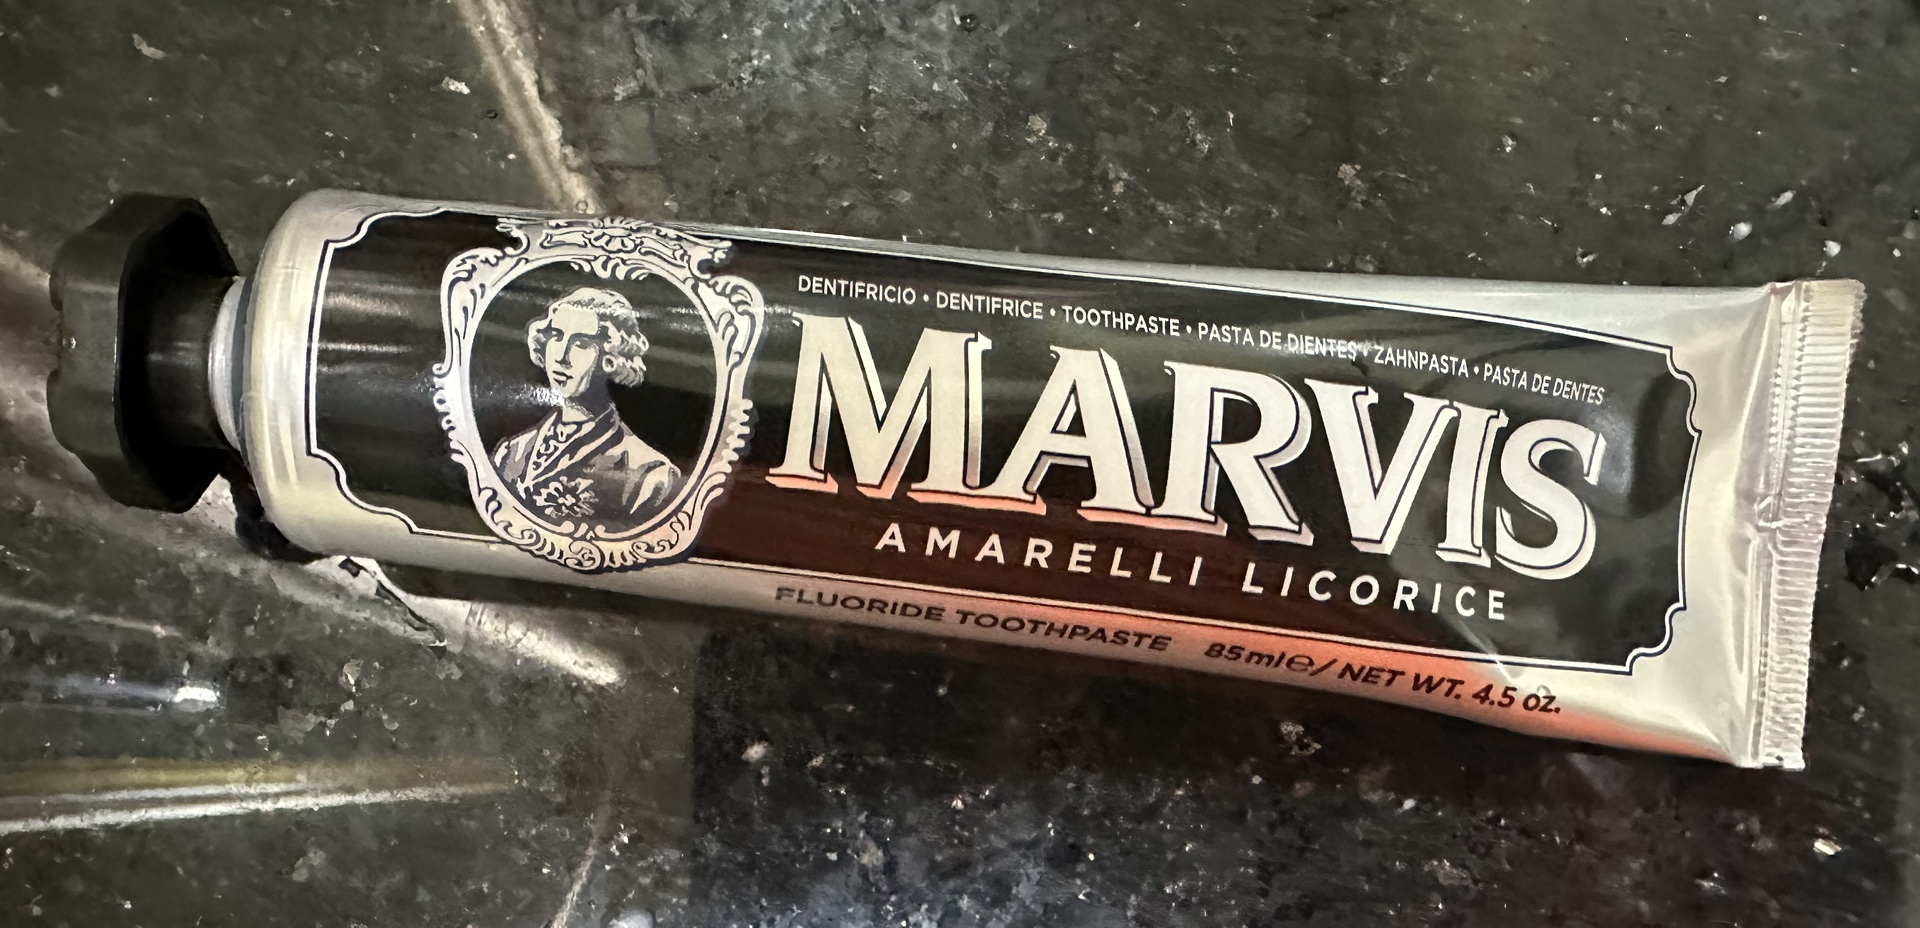 DENTIFRICIO • DENTIFRICE • TOOTHPASTE • PASTA DE DIENTES • ZAHNPASTA • PASTA DE DENTES
MARVIS
AMARELLI LICORICE
FLUORIDE TOOTHPASTE 85ml℮/ NET WT. 4.5 OZ.